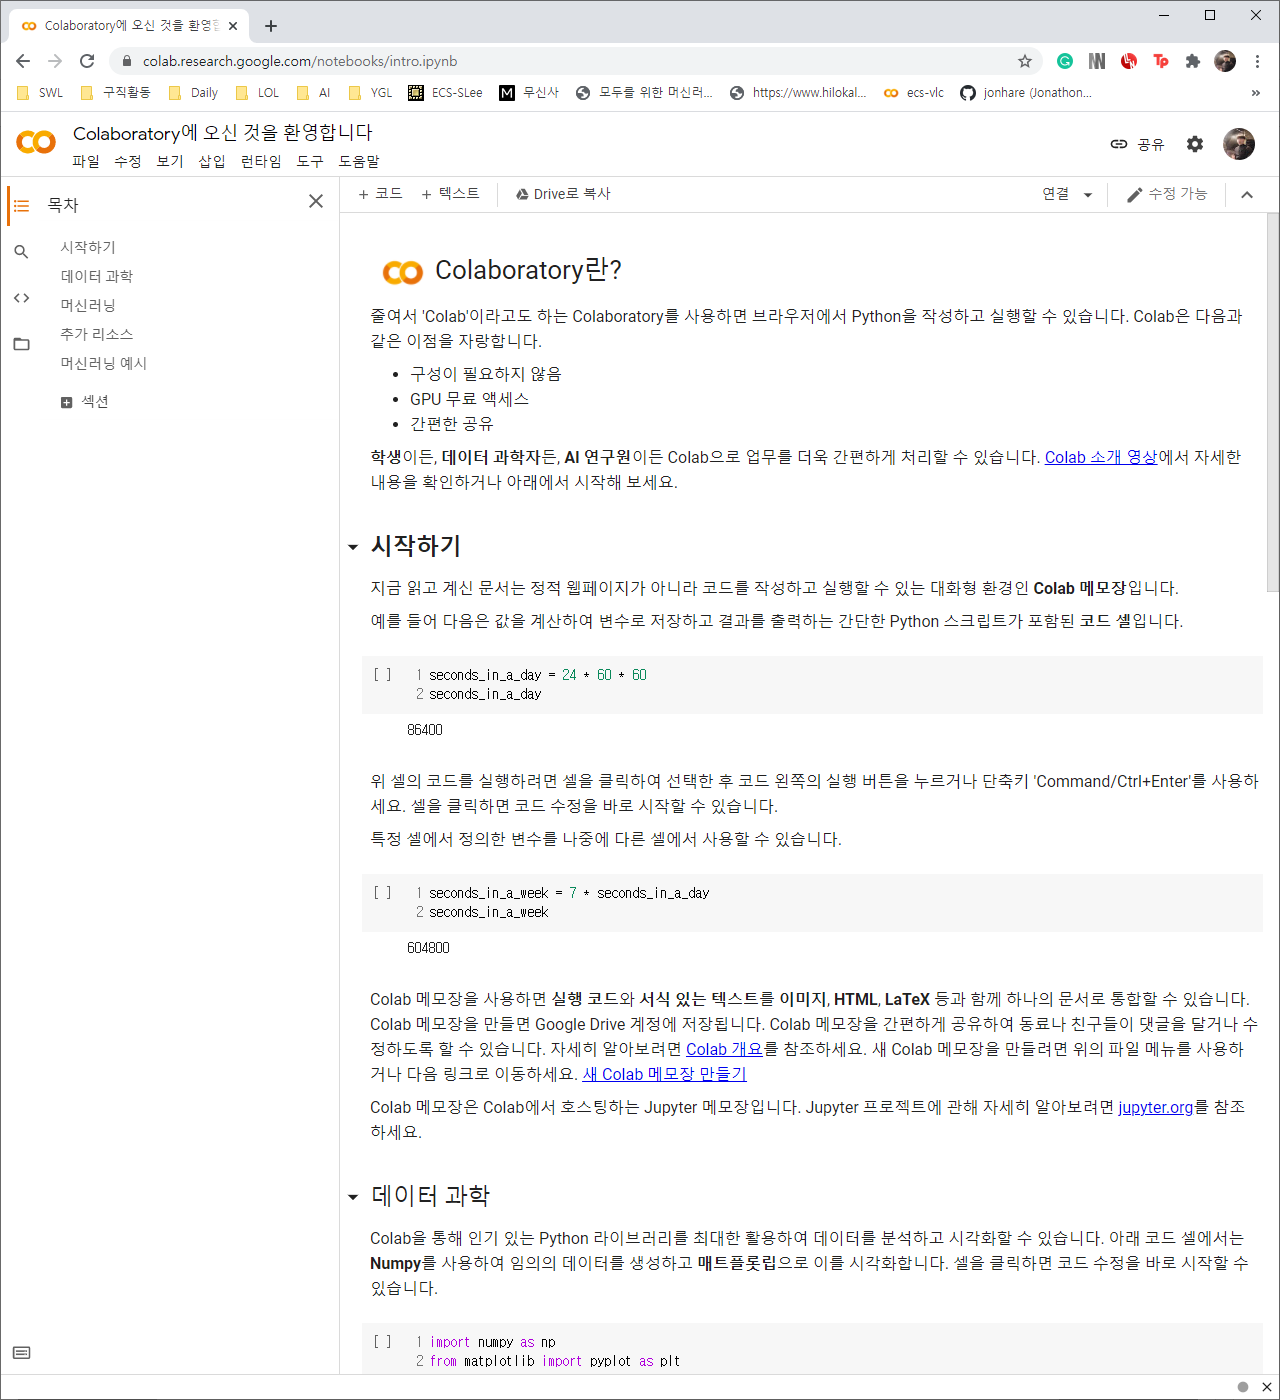 Colaboratory에 오신 것을 환영합
colab.research.google.com/notebooks/intro.ipynb
SWL 구직활동 Daily LOL AI YGL ECS-SLee M 무신사 모두를 위한 머신러... https://www.hilokal... ecs-vlc jonhare (Jonathon... »
Colaboratory에 오신 것을 환영합니다
파일 수정 보기 삽입 런타임 도구 도움말
공유
목차
+ 코드 + 텍스트 Drive로 복사
연결 수정 가능
시작하기
데이터 과학
머신러닝
추가 리소스
머신러닝 예시
섹션
Colaboratory란?
줄여서 'Colab'이라고도 하는 Colaboratory를 사용하면 브라우저에서 Python을 작성하고 실행할 수 있습니다. Colab은 다음과
같은 이점을 자랑합니다.
• 구성이 필요하지 않음
• GPU 무료 액세스
• 간편한 공유
학생이든, 데이터 과학자든, AI 연구원이든 Colab으로 업무를 더욱 간편하게 처리할 수 있습니다. Colab 소개 영상에서 자세한
내용을 확인하거나 아래에서 시작해 보세요.
시작하기
지금 읽고 계신 문서는 정적 웹페이지가 아니라 코드를 작성하고 실행할 수 있는 대화형 환경인 Colab 메모장입니다.
예를 들어 다음은 값을 계산하여 변수로 저장하고 결과를 출력하는 간단한 Python 스크립트가 포함된 코드 셀입니다.
[ ] 1 seconds_in_a_day = 24 * 60 * 60
2 seconds_in_a_day
86400
위 셀의 코드를 실행하려면 셀을 클릭하여 선택한 후 코드 왼쪽의 실행 버튼을 누르거나 단축키 'Command/Ctrl+Enter'를 사용하
세요. 셀을 클릭하면 코드 수정을 바로 시작할 수 있습니다.
특정 셀에서 정의한 변수를 나중에 다른 셀에서 사용할 수 있습니다.
[ ] 1 seconds_in_a_week = 7 * seconds_in_a_day
2 seconds_in_a_week
604800
Colab 메모장을 사용하면 실행 코드와 서식 있는 텍스트를 이미지, HTML, LaTeX 등과 함께 하나의 문서로 통합할 수 있습니다.
Colab 메모장을 만들면 Google Drive 계정에 저장됩니다. Colab 메모장을 간편하게 공유하여 동료나 친구들이 댓글을 달거나 수
정하도록 할 수 있습니다. 자세히 알아보려면 Colab 개요를 참조하세요. 새 Colab 메모장을 만들려면 위의 파일 메뉴를 사용하
거나 다음 링크로 이동하세요. 새 Colab 메모장 만들기
Colab 메모장은 Colab에서 호스팅하는 Jupyter 메모장입니다. Jupyter 프로젝트에 관해 자세히 알아보려면 jupyter.org를 참조
하세요.
데이터 과학
Colab을 통해 인기 있는 Python 라이브러리를 최대한 활용하여 데이터를 분석하고 시각화할 수 있습니다. 아래 코드 셀에서는
Numpy를 사용하여 임의의 데이터를 생성하고 매트플롯립으로 이를 시각화합니다. 셀을 클릭하면 코드 수정을 바로 시작할 수
있습니다.
[ ] 1 import numpy as np
2 from matplotlib import pyplot as plt